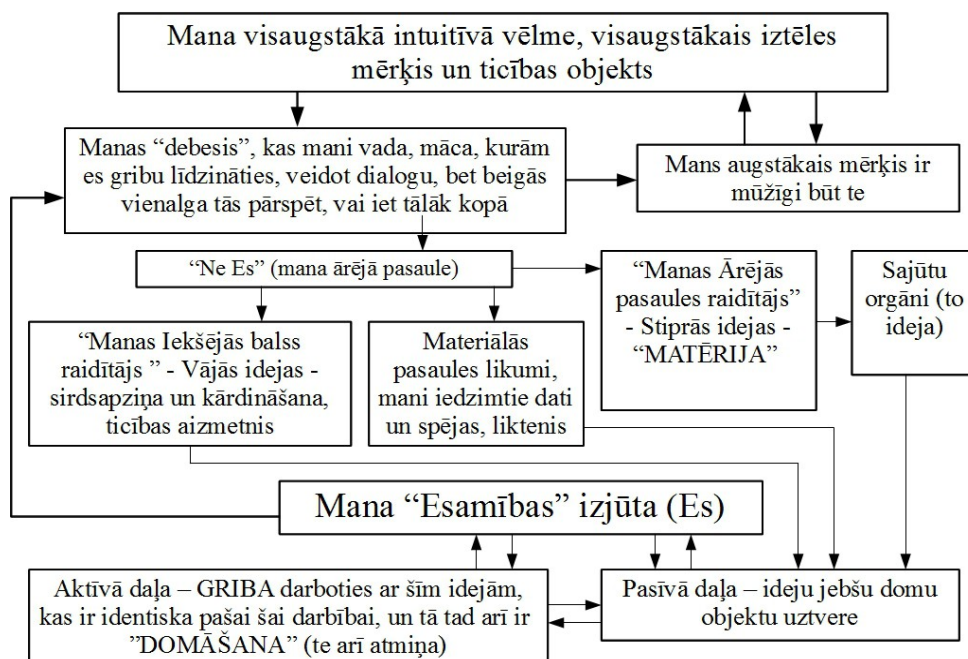 Mana visaugstākā intuitīvā vēlme, visaugstākais iztēles
mērķis un ticības objekts
Manas “debesis”, kas mani vada, māca, kurām
es gribu līdzināties, veidot dialogu, bet beigās
vienalga tās pārspēt, vai iet tālāk kopā
Mans augstākais mērķis ir
mūžīgi būt te
“Ne Es” (mana ārējā pasaule)
“Manas Ārējās
pasaules raidītājs”
- Stiprās idejas -
“MATĒRIJA”
Sajūtu
orgāni (to
ideja)
“Manas Iekšējās balss
raidītājs ” - Vājās idejas -
sirdsapziņa un kārdināšana,
ticības aizmetnis
Materiālās
pasaules likumi,
mani iedzimtie dati
un spējas, liktenis
Mana “Esamības” izjūta (Es)
Aktīvā daļa – GRIBA darboties ar šīm idejām,
kas ir identiska pašai šai darbībai, un tā tad arī ir
”DOMĀŠANA” (te arī atmiņa)
Pasīvā daļa – ideju jebšu domu
objektu uztvere